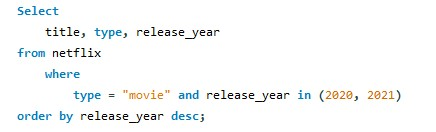 Select
title, type, release_year
from netflix
where
type = "movie" and release_year in (2020, 2021)
order by release_year desc;